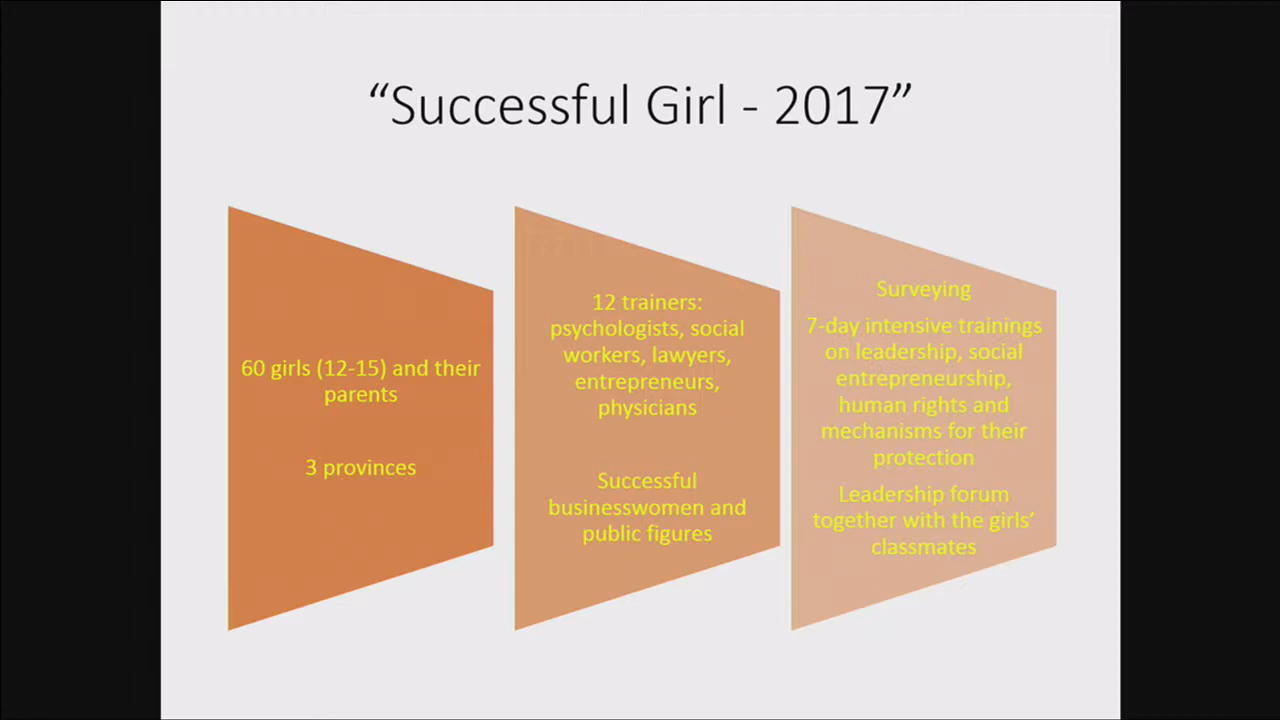 “Successful Girl - 2017”
60 girls (12-15) and their
parents
3 provinces
12 trainers:
psychologists, social
workers, lawyers,
entrepreneurs,
physicians
Successful
businesswomen and
public figures
Surveying
7-day intensive trainings
on leadership, social
entrepreneurship,
human rights and
mechanisms for their
protection
Leadership forum
together with the girls’
classmates